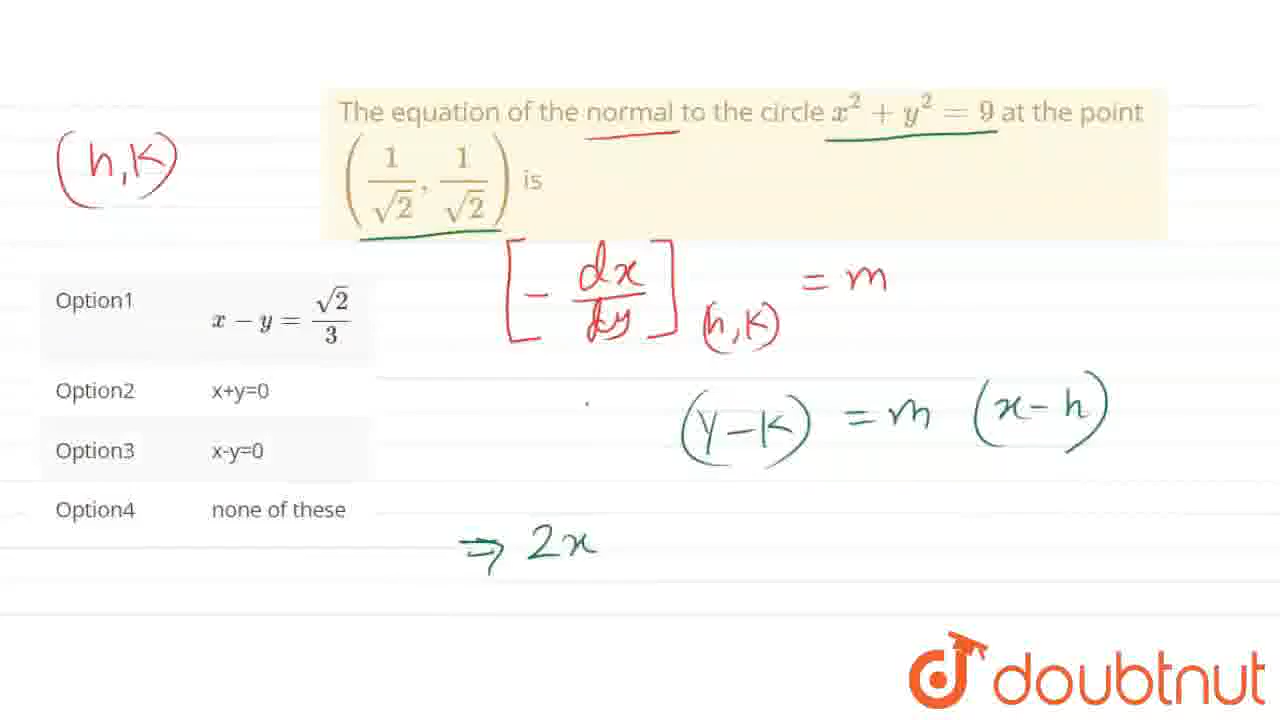 The equation of the normal to the circle x² + y² = 9 at the point
(1/√2, 1/√2) is
(h,k)
[- dx/dy](h,k) = m
Option1 x − y = √2/3
Option2 x+y=0
(y-k) = m (x-h)
Option3 x-y=0
Option4 none of these
⇒ 2x
doubtnut